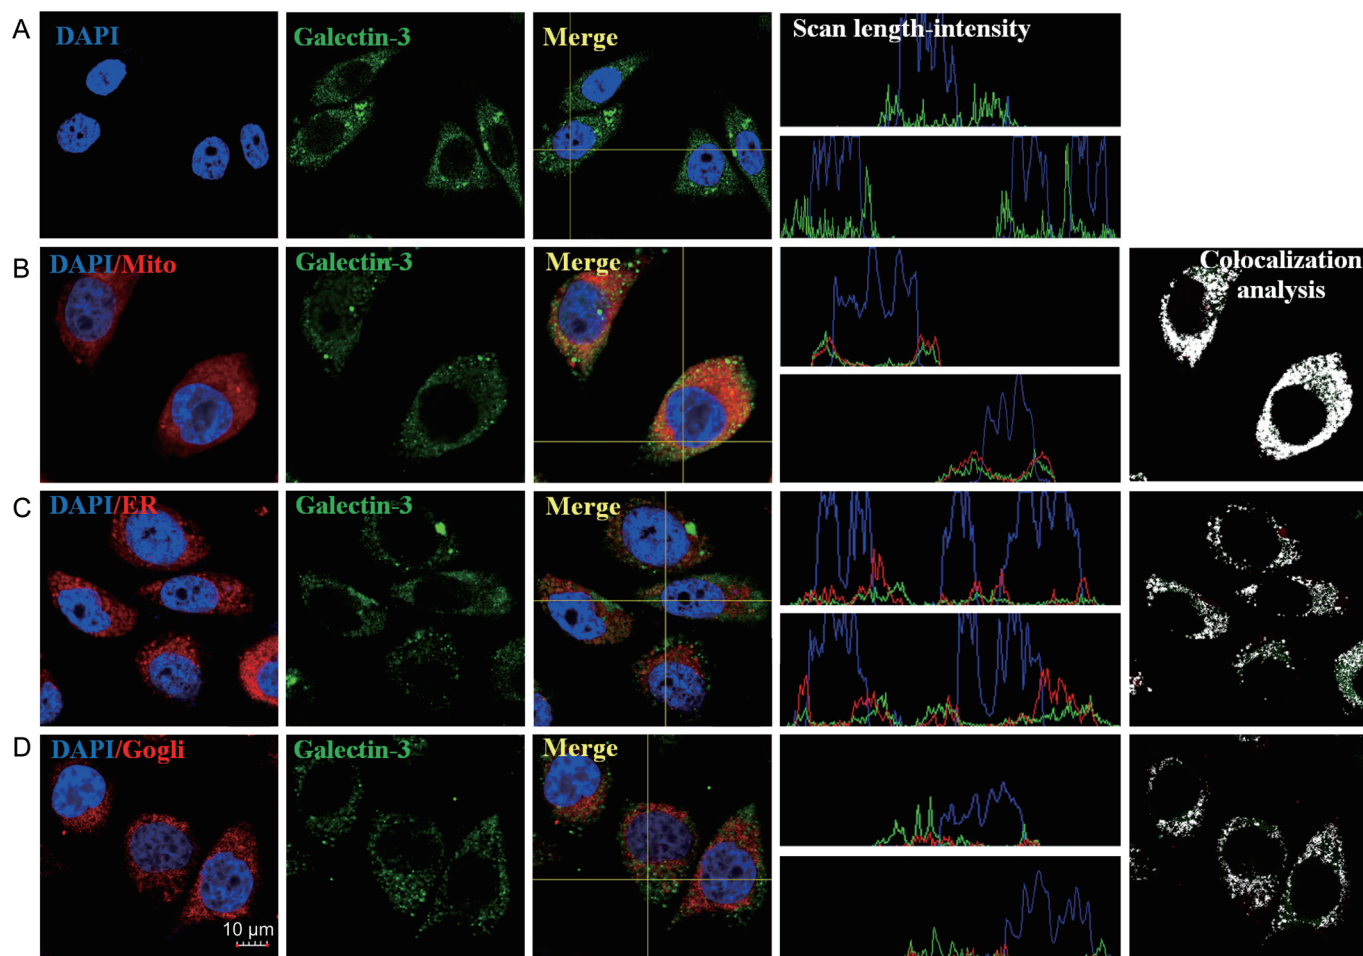 A
DAPI
Galectin-3
Merge
Scan length-intensity
B
DAPI/Mito
Galectin-3
Merge
Colocalization
analysis
C
DAPI/ER
Galectin-3
Merge
D
DAPI/Gogli
Galectin-3
Merge
10 μm